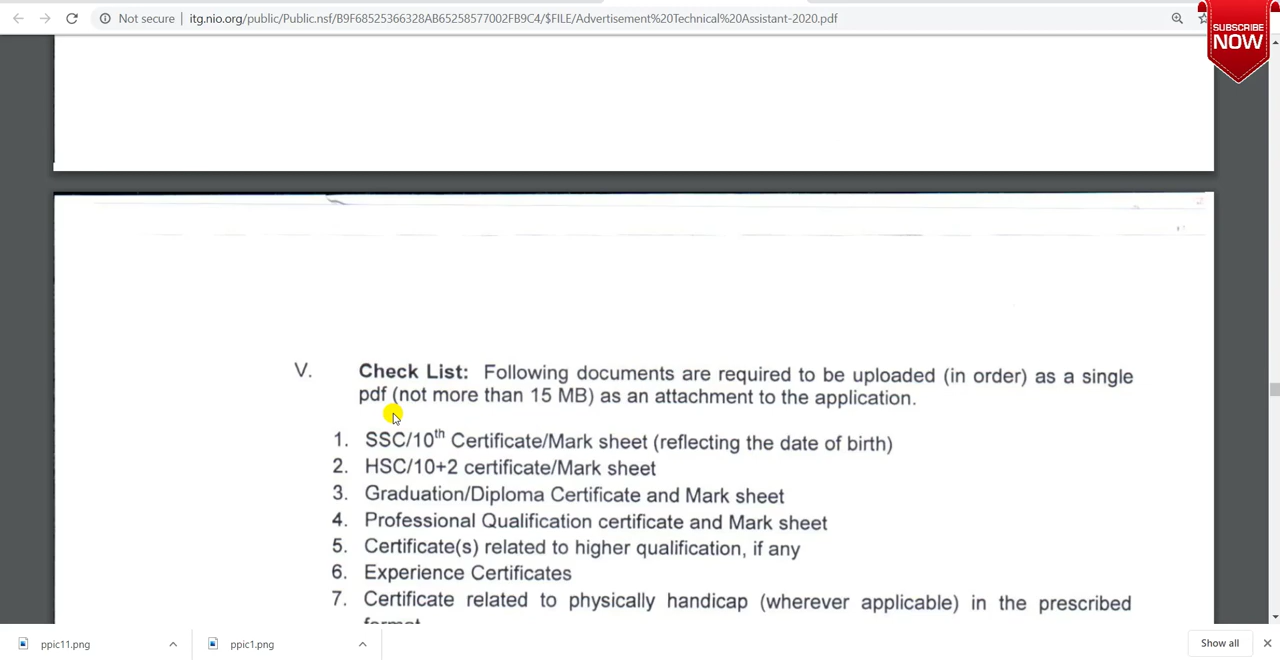 Not secure | itg.nio.org/public/Public.nsf/B9F68525366328AB65258577002FB9C4/$FILE/Advertisement%20Technical%20Assistant-2020.pdf
SUBSCRIBE
NOW
V. Check List: Following documents are required to be uploaded (in order) as a single
pdf (not more than 15 MB) as an attachment to the application.
1. SSC/10th Certificate/Mark sheet (reflecting the date of birth)
2. HSC/10+2 certificate/Mark sheet
3. Graduation/Diploma Certificate and Mark sheet
4. Professional Qualification certificate and Mark sheet
5. Certificate(s) related to higher qualification, if any
6. Experience Certificates
7. Certificate related to physically handicap (wherever applicable) in the prescribed
format
ppic11.png
ppic1.png
Show all